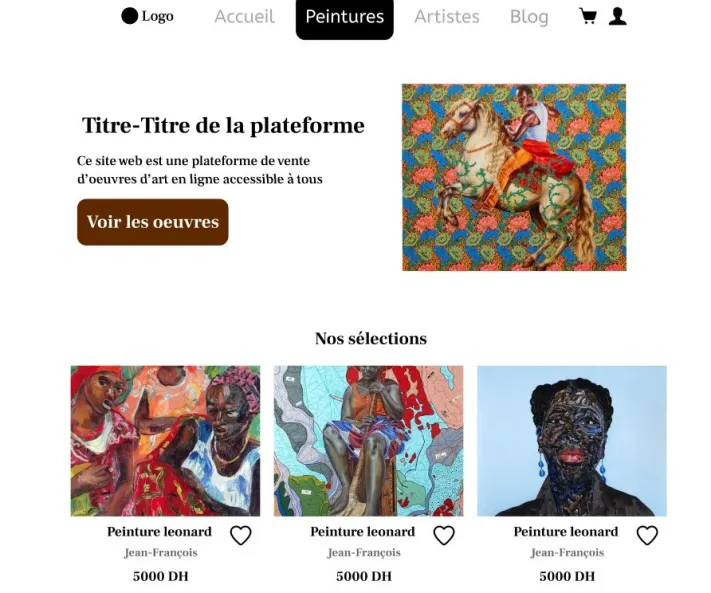 Logo Accueil Peintures Artistes Blog
Titre-Titre de la plateforme
Ce site web est une plateforme de vente
d'oeuvres d'art en ligne accessible à tous
Voir les oeuvres
Nos sélections
Peinture leonard Peinture leonard Peinture leonard
Jean-François Jean-François Jean-François
5000 DH 5000 DH 5000 DH